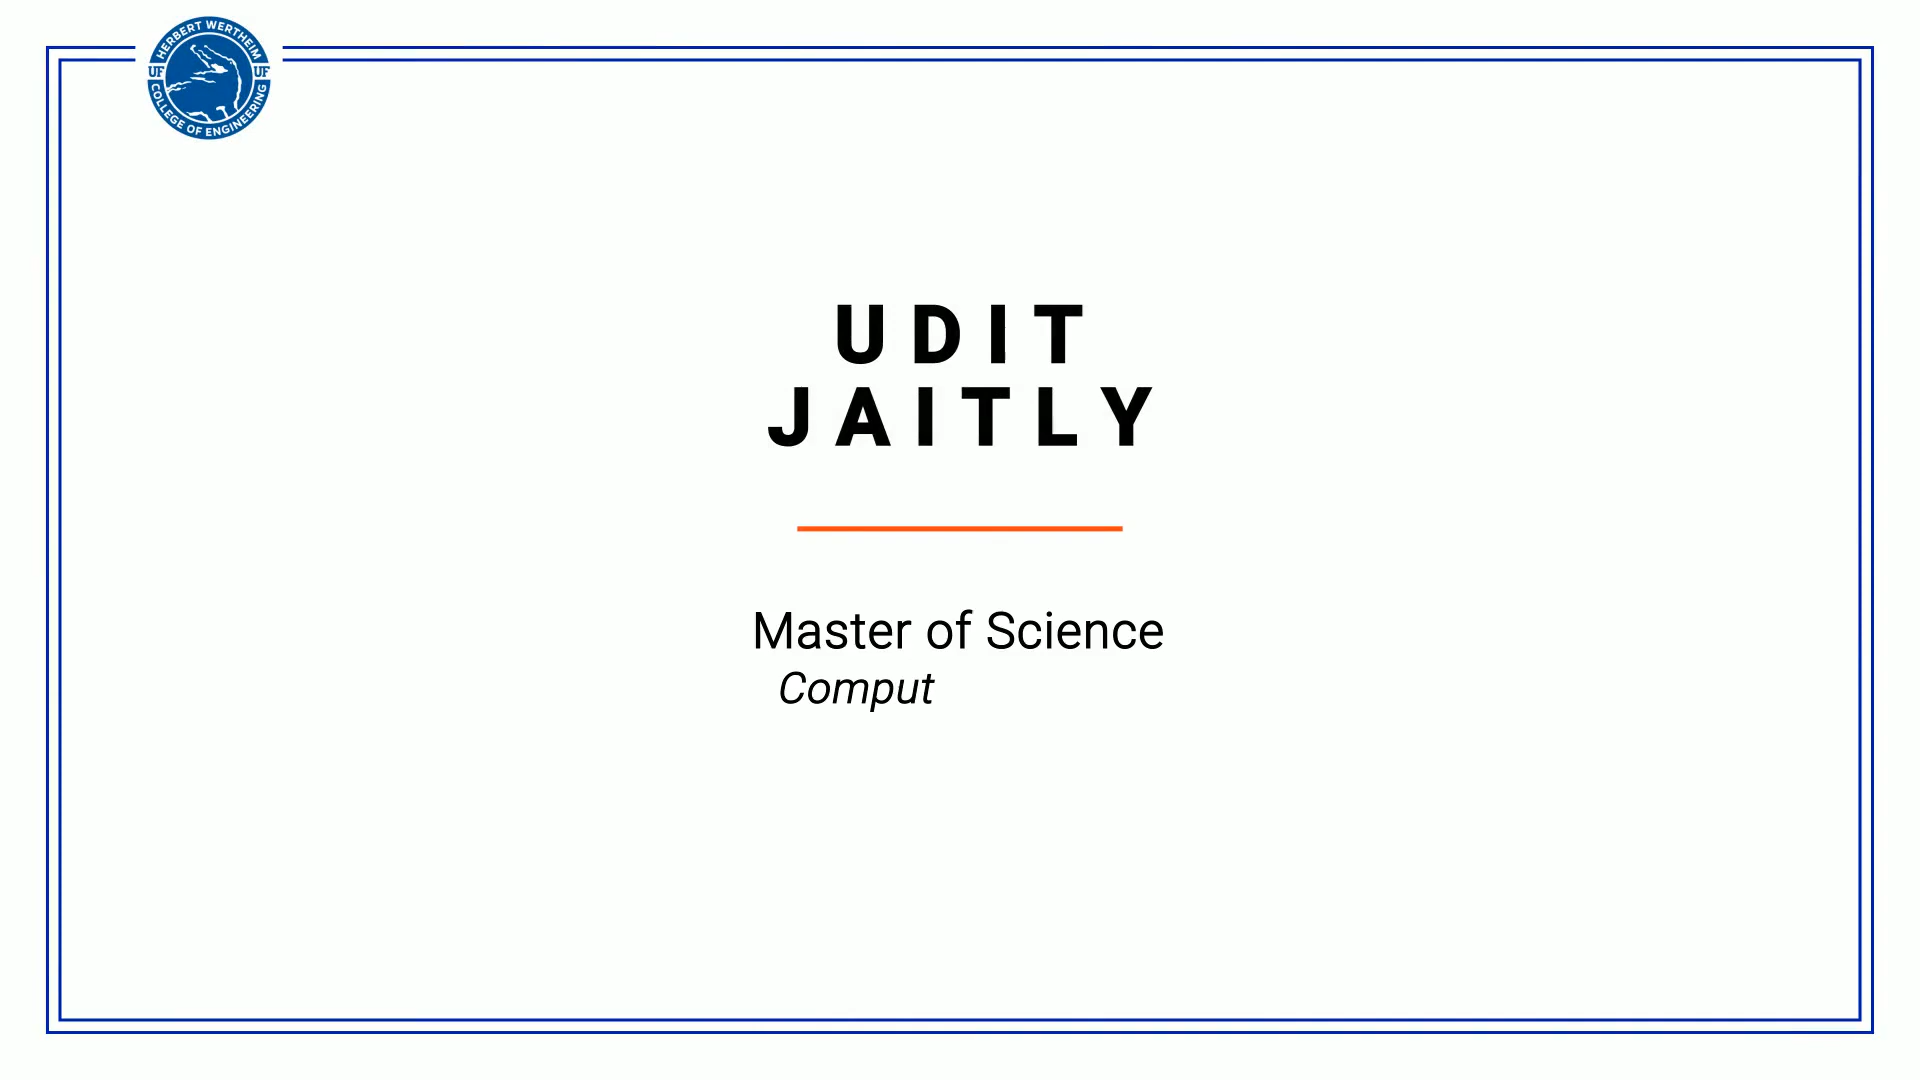 HERBERT WERTHEIM
UF UF
COLLEGE OF ENGINEERING
UDIT
JAITLY
Master of Science
Comput